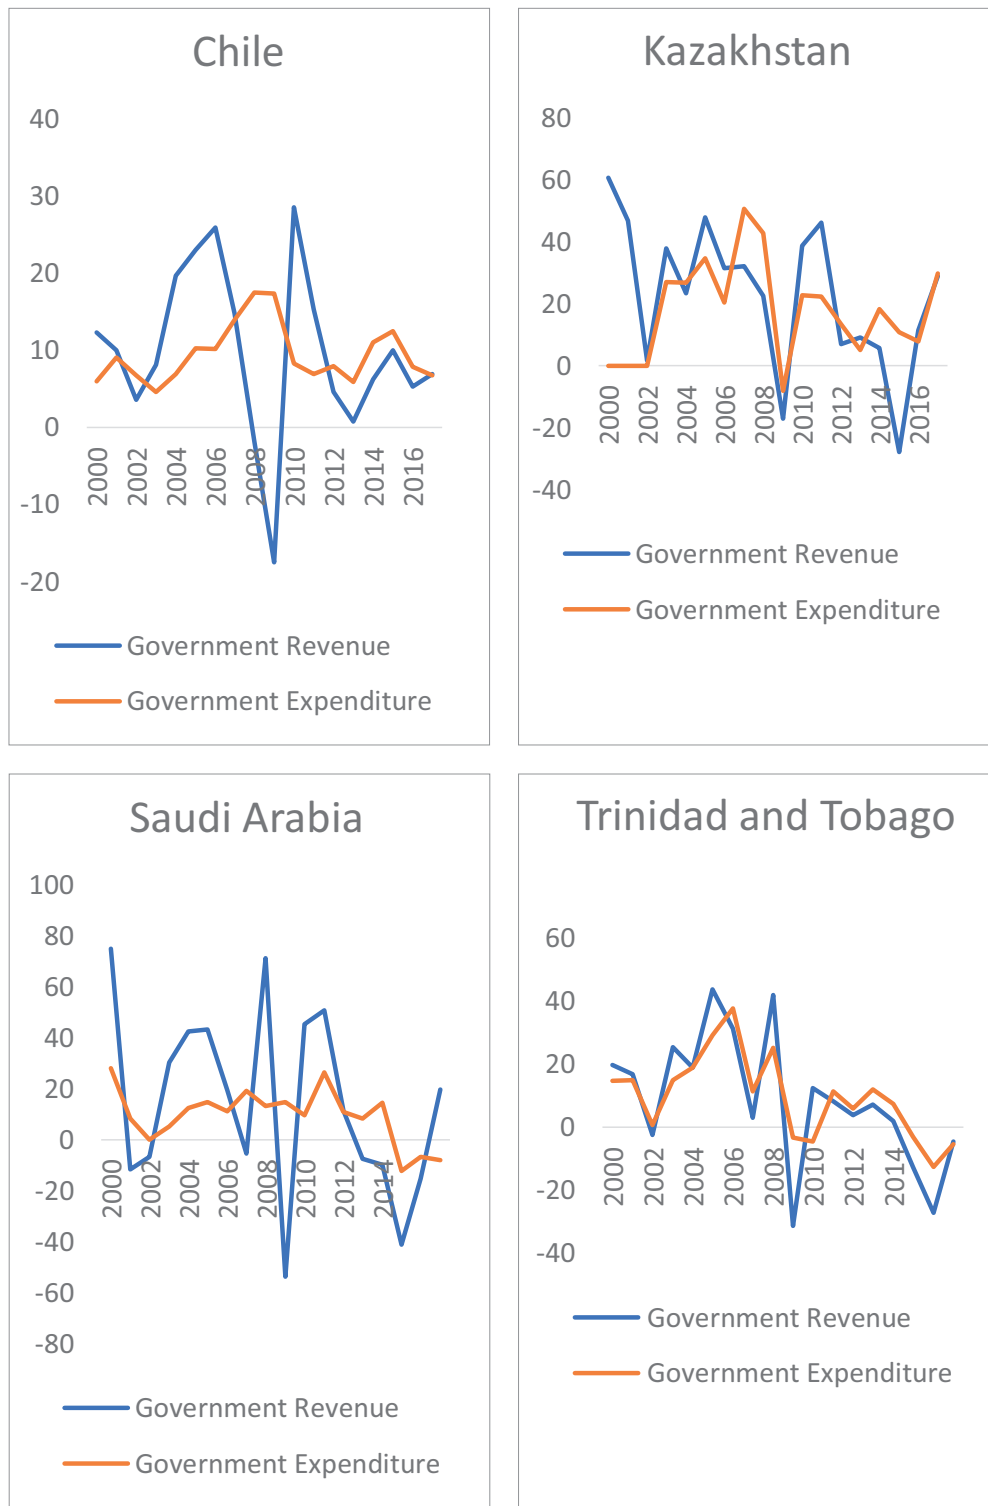 Chile
40
30
20
10
0
-10
-20
2000 2002 2004 2006 2008 2010 2012 2014 2016
Government Revenue
Government Expenditure
Kazakhstan
80
60
40
20
0
-20
-40
2000 2002 2004 2006 2008 2010 2012 2014 2016
Government Revenue
Government Expenditure
Saudi Arabia
100
80
60
40
20
0
-20
-40
-60
-80
2000 2002 2004 2006 2008 2010 2012 2014
Government Revenue
Government Expenditure
Trinidad and Tobago
60
40
20
0
-20
-40
2000 2002 2004 2006 2008 2010 2012 2014
Government Revenue
Government Expenditure